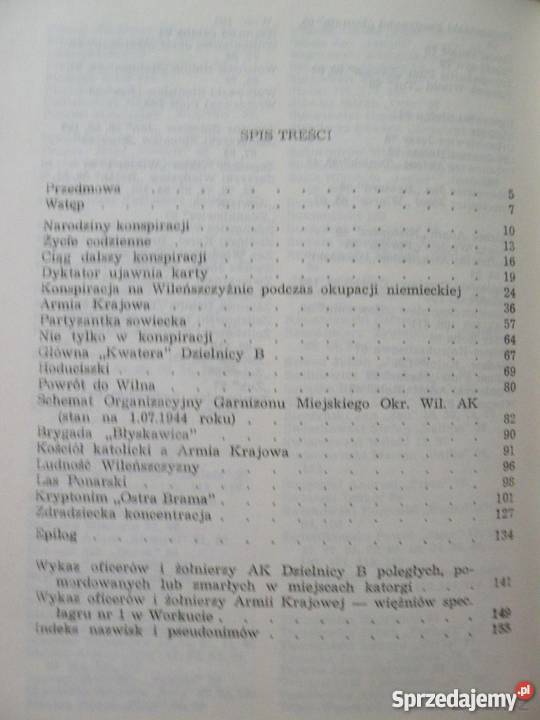 SPIS TREŚCI
Przedmowa . . . . . . . . . . . . 5
Wstęp . . . . . . . . . . . . 7
Narodziny konspiracji . . . . . . . . . 10
Życie codzienne . . . . . . . . . . 13
Ciąg dalszy konspiracji . . . . . . . . 16
Dyktator ujawnia karty . . . . . . . . 19
Konspiracja na Wileńszczyźnie podczas okupacji niemieckiej . 24
Armia Krajowa . . . . . . . . . . 36
Partyzantka sowiecka . . . . . . . . . 57
Nie tylko w konspiracji . . . . . . . . 64
Główna „Kwatera” Dzielnicy B . . . . . . 67
Hoduciszki . . . . . . . . . . . 69
Powrót do Wilna . . . . . . . . . . 80
Schemat Organizacyjny Garnizonu Miejskiego Okr. Wil. AK
(stan na 1.07.1944 roku) . . . . . . . . 82
Brygada „Błyskawica” . . . . . . . . . 90
Kościół katolicki a Armia Krajowa . . . . . . 91
Ludność Wileńszczyzny . . . . . . . . 96
Las Ponarski . . . . . . . . . . . 98
Kryptonim „Ostra Brama” . . . . . . . . 101
Zdradziecka koncentracja . . . . . . . . 127
Epilog . . . . . . . . . . . . 134
Wykaz oficerów i żołnierzy AK Dzielnicy B poległych, po-
mordowanych lub zmarłych w miejscach katorgi . . . 141
Wykaz oficerów i żołnierzy Armii Krajowej — więźniów spec.
łagru nr 1 w Workucie . . . . . . . . 149
Indeks nazwisk i pseudonimów . . . . . . . 155
Sprzedajemy.pl